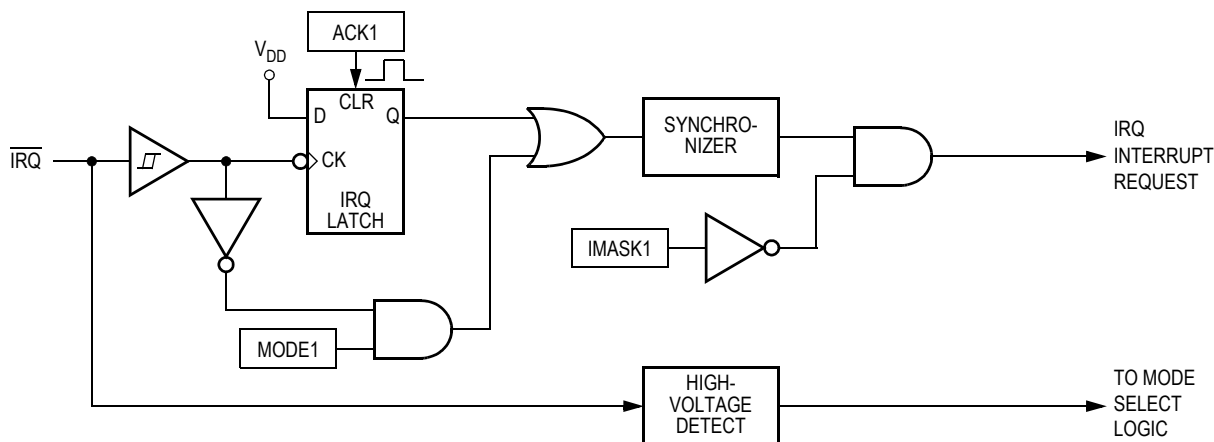 ACK1
VDD
CLR
D
Q
IRQ
CK
IRQ
LATCH
SYNCHRO-
NIZER
IRQ
INTERRUPT
REQUEST
IMASK1
MODE1
HIGH-
VOLTAGE
DETECT
TO MODE
SELECT
LOGIC